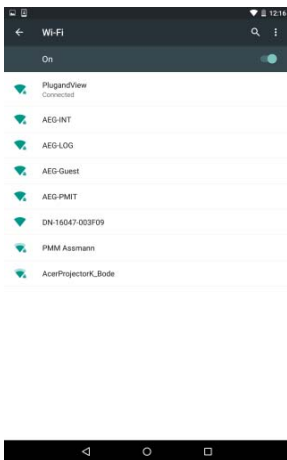 12:16
Wi-Fi
On
PlugandView
Connected
AEG-INT
AEG-LOG
AEG-Guest
AEG-PMIT
DN-16047-003F09
PMM Assmann
AcerProjectorK_Bode